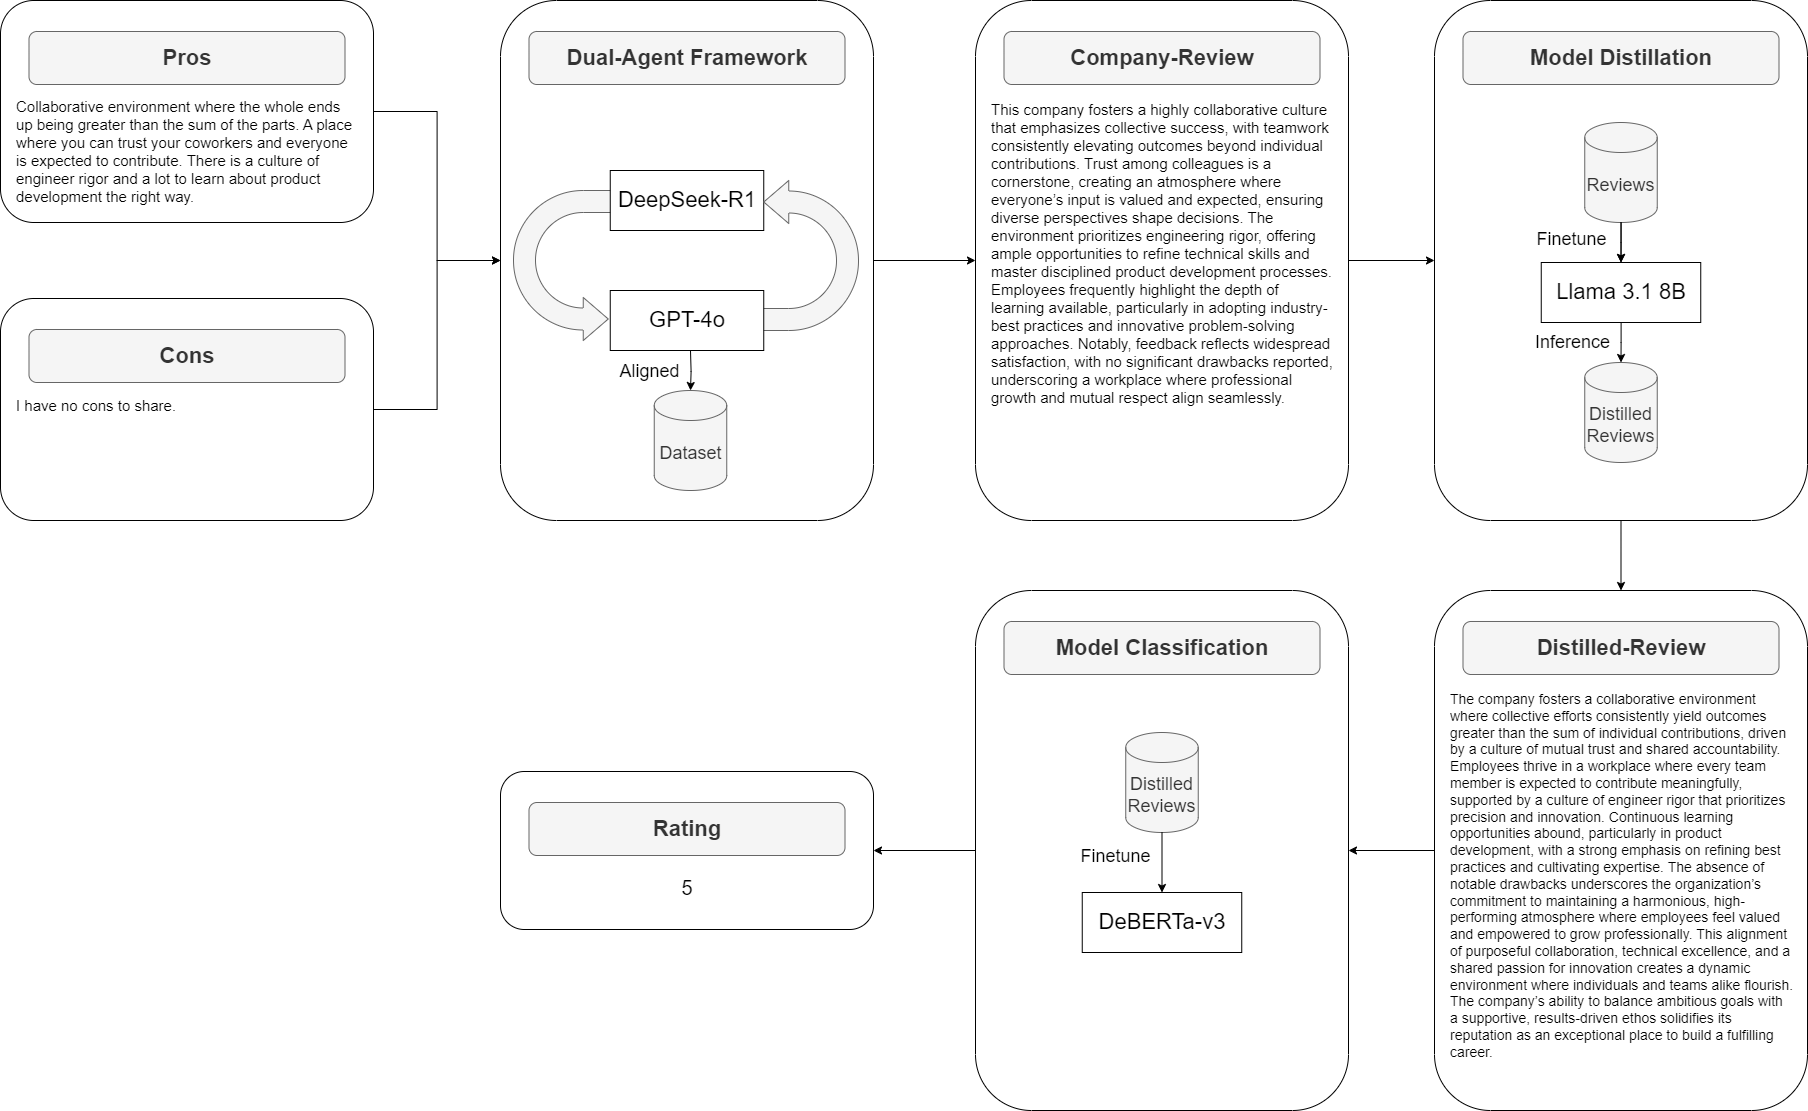 Pros
Collaborative environment where the whole ends
up being greater than the sum of the parts. A place
where you can trust your coworkers and everyone
is expected to contribute. There is a culture of
engineer rigor and a lot to learn about product
development the right way.
Cons
I have no cons to share.
Dual-Agent Framework
DeepSeek-R1
GPT-4o
Aligned
Dataset
Company-Review
This company fosters a highly collaborative culture
that emphasizes collective success, with teamwork
consistently elevating outcomes beyond individual
contributions. Trust among colleagues is a
cornerstone, creating an atmosphere where
everyone's input is valued and expected, ensuring
diverse perspectives shape decisions. The
environment prioritizes engineering rigor, offering
ample opportunities to refine technical skills and
master disciplined product development processes.
Employees frequently highlight the depth of
learning available, particularly in adopting industry-
best practices and innovative problem-solving
approaches. Notably, feedback reflects widespread
satisfaction, with no significant drawbacks reported,
underscoring a workplace where professional
growth and mutual respect align seamlessly.
Model Distillation
Reviews
Finetune
Llama 3.1 8B
Inference
Distilled
Reviews
Distilled-Review
The company fosters a collaborative environment
where collective efforts consistently yield outcomes
greater than the sum of individual contributions, driven
by a culture of mutual trust and shared accountability.
Employees thrive in a workplace where every team
member is expected to contribute meaningfully,
supported by a culture of engineer rigor that prioritizes
precision and innovation. Continuous learning
opportunities abound, particularly in product
development, with a strong emphasis on refining best
practices and cultivating expertise. The absence of
notable drawbacks underscores the organization's
commitment to maintaining a harmonious, high-
performing atmosphere where employees feel valued
and empowered to grow professionally. This alignment
of purposeful collaboration, technical excellence, and a
shared passion for innovation creates a dynamic
environment where individuals and teams alike flourish.
The company's ability to balance ambitious goals with
a supportive, results-driven ethos solidifies its
reputation as an exceptional place to build a fulfilling
career.
Model Classification
Distilled
Reviews
Finetune
DeBERTa-v3
Rating
5